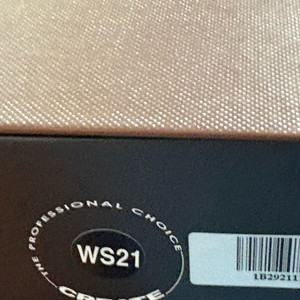 THE PROFESSIONAL CHOICE
WS21
CREATE
1B29211